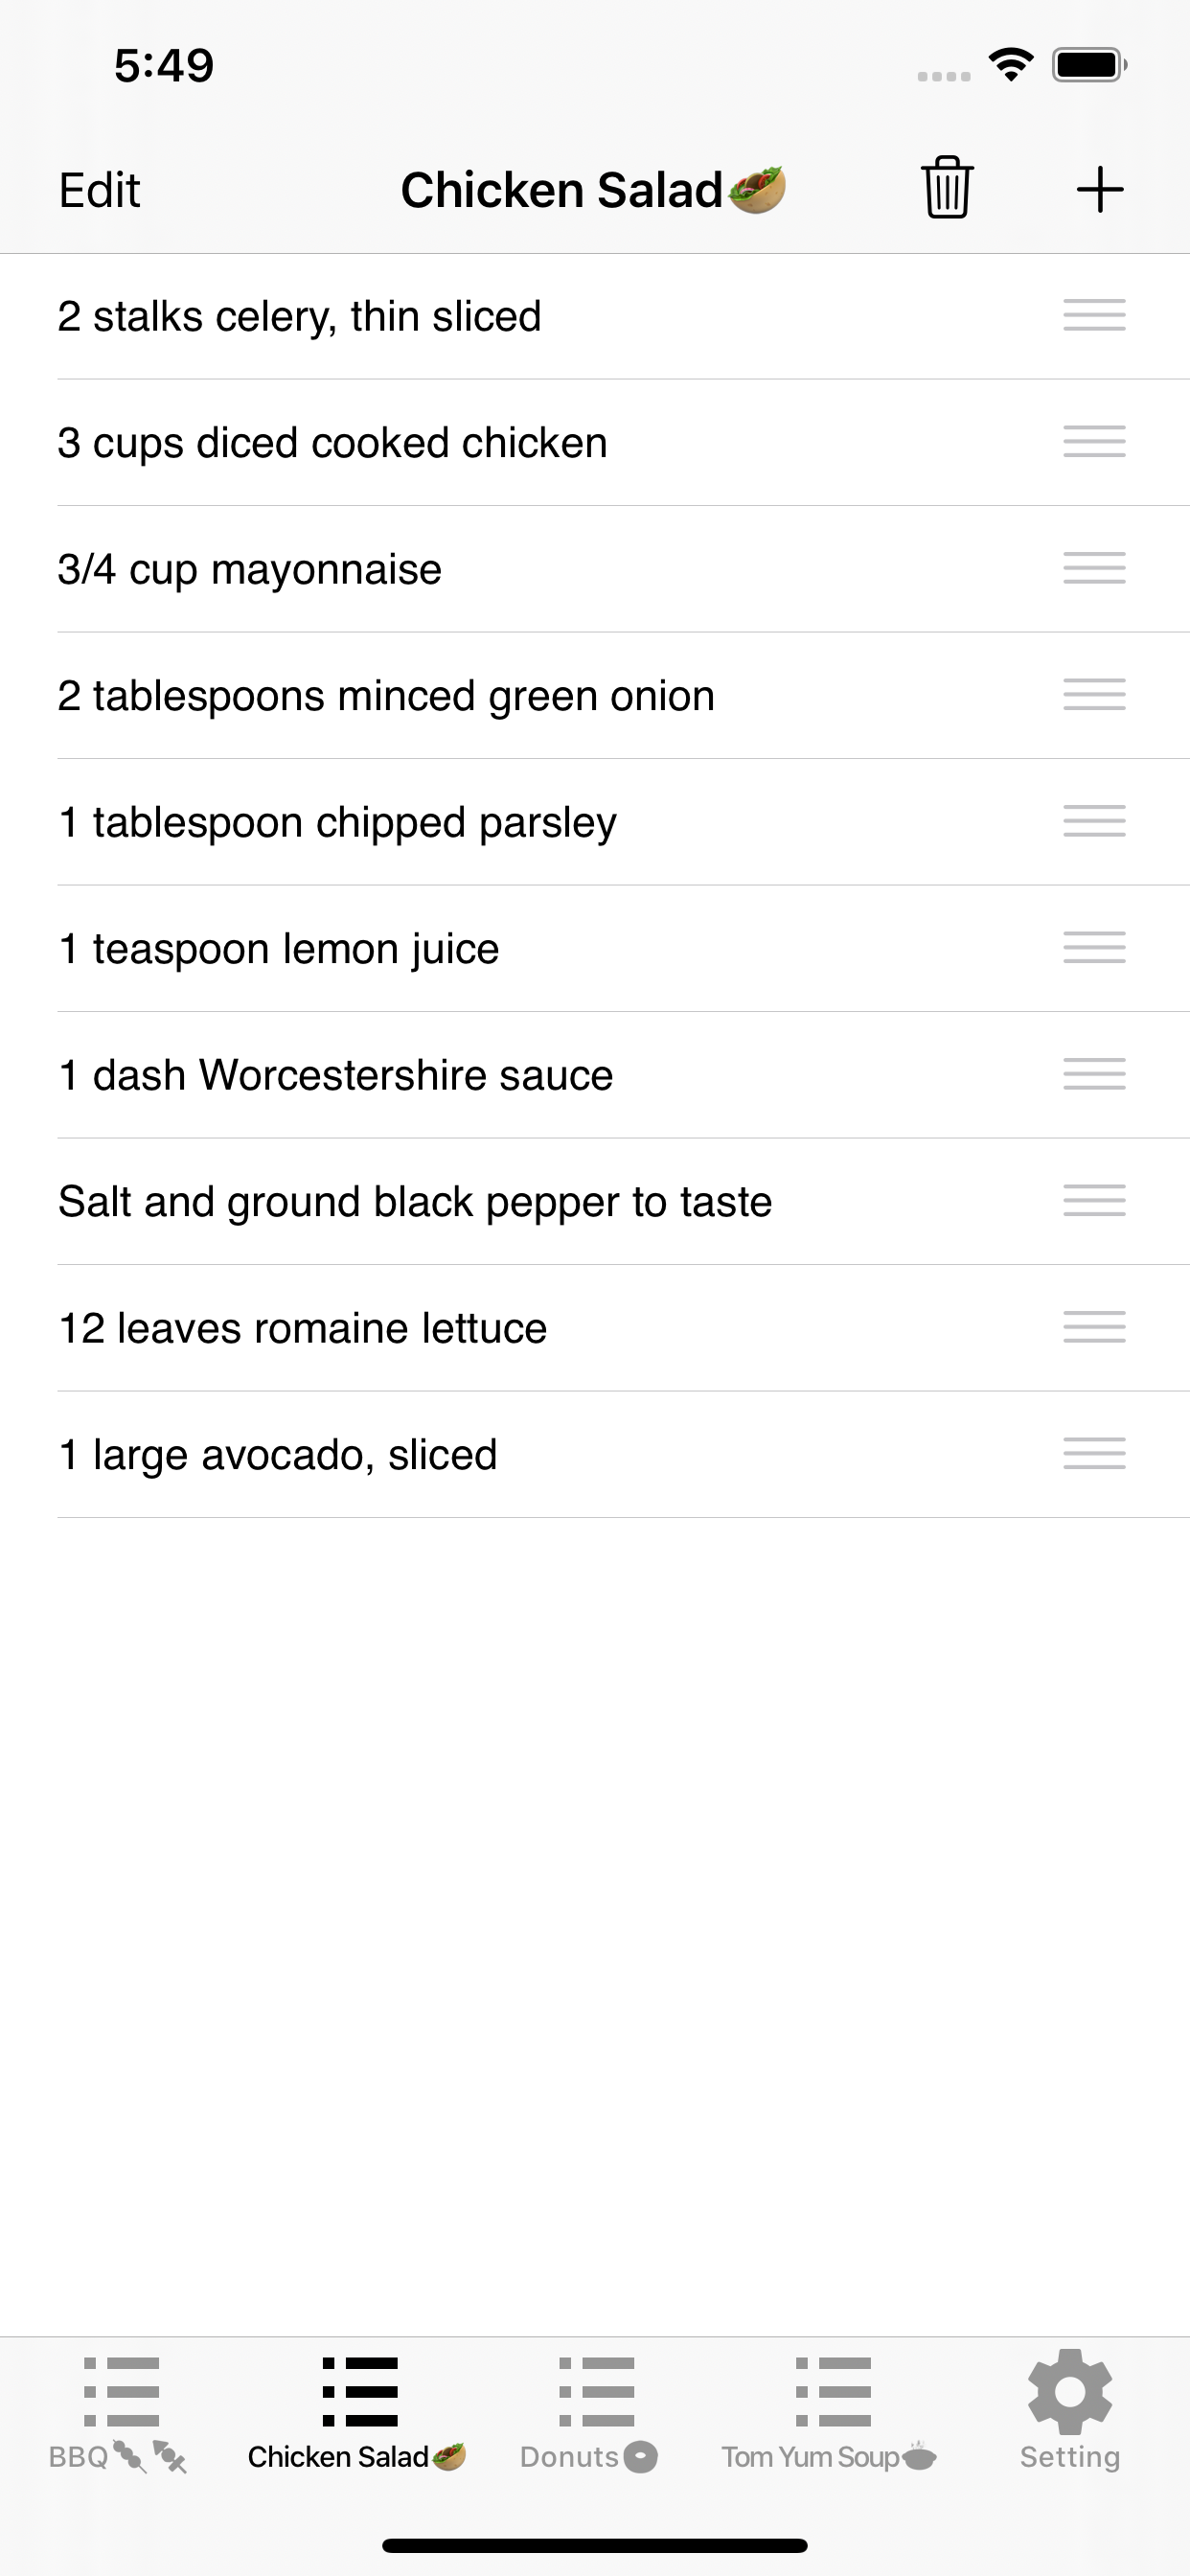 5:49
Edit
Chicken Salad🥙
2 stalks celery, thin sliced
3 cups diced cooked chicken
3/4 cup mayonnaise
2 tablespoons minced green onion
1 tablespoon chipped parsley
1 teaspoon lemon juice
1 dash Worcestershire sauce
Salt and ground black pepper to taste
12 leaves romaine lettuce
1 large avocado, sliced
BBQ🍡🍢
Chicken Salad🥙
Donuts🍩
Tom Yum Soup🍲
Setting